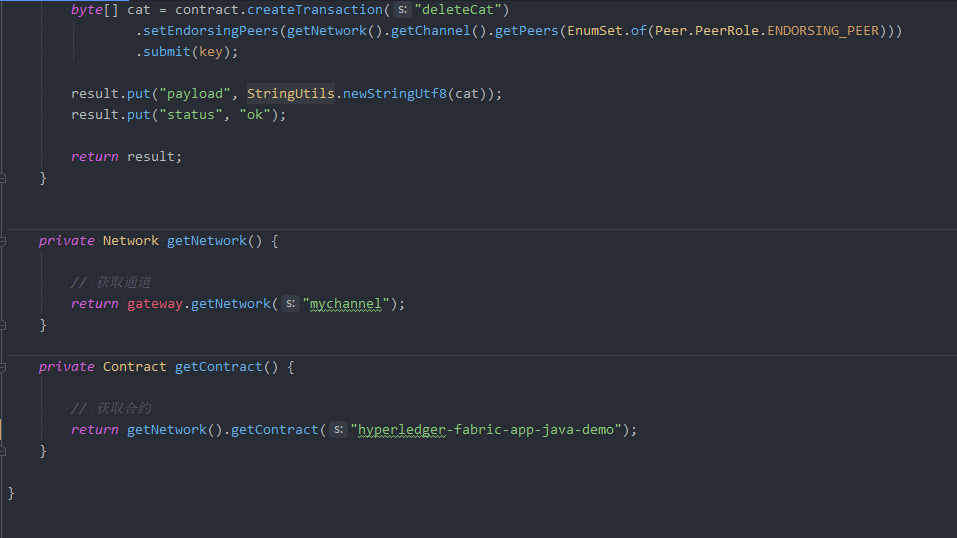 byte[] cat = contract.createTransaction( s: "deleteCat")
.setEndorsingPeers(getNetwork().getChannel().getPeers(EnumSet.of(Peer.PeerRole.ENDORSING_PEER)))
.submit(key);
result.put("payload", StringUtils.newStringUtf8(cat));
result.put("status", "ok");
return result;
}
private Network getNetwork() {
// 获取通道
return gateway.getNetwork( s: "mychannel");
}
private Contract getContract() {
// 获取合约
return getNetwork().getContract( s: "hyperledger-fabric-app-java-demo");
}
}